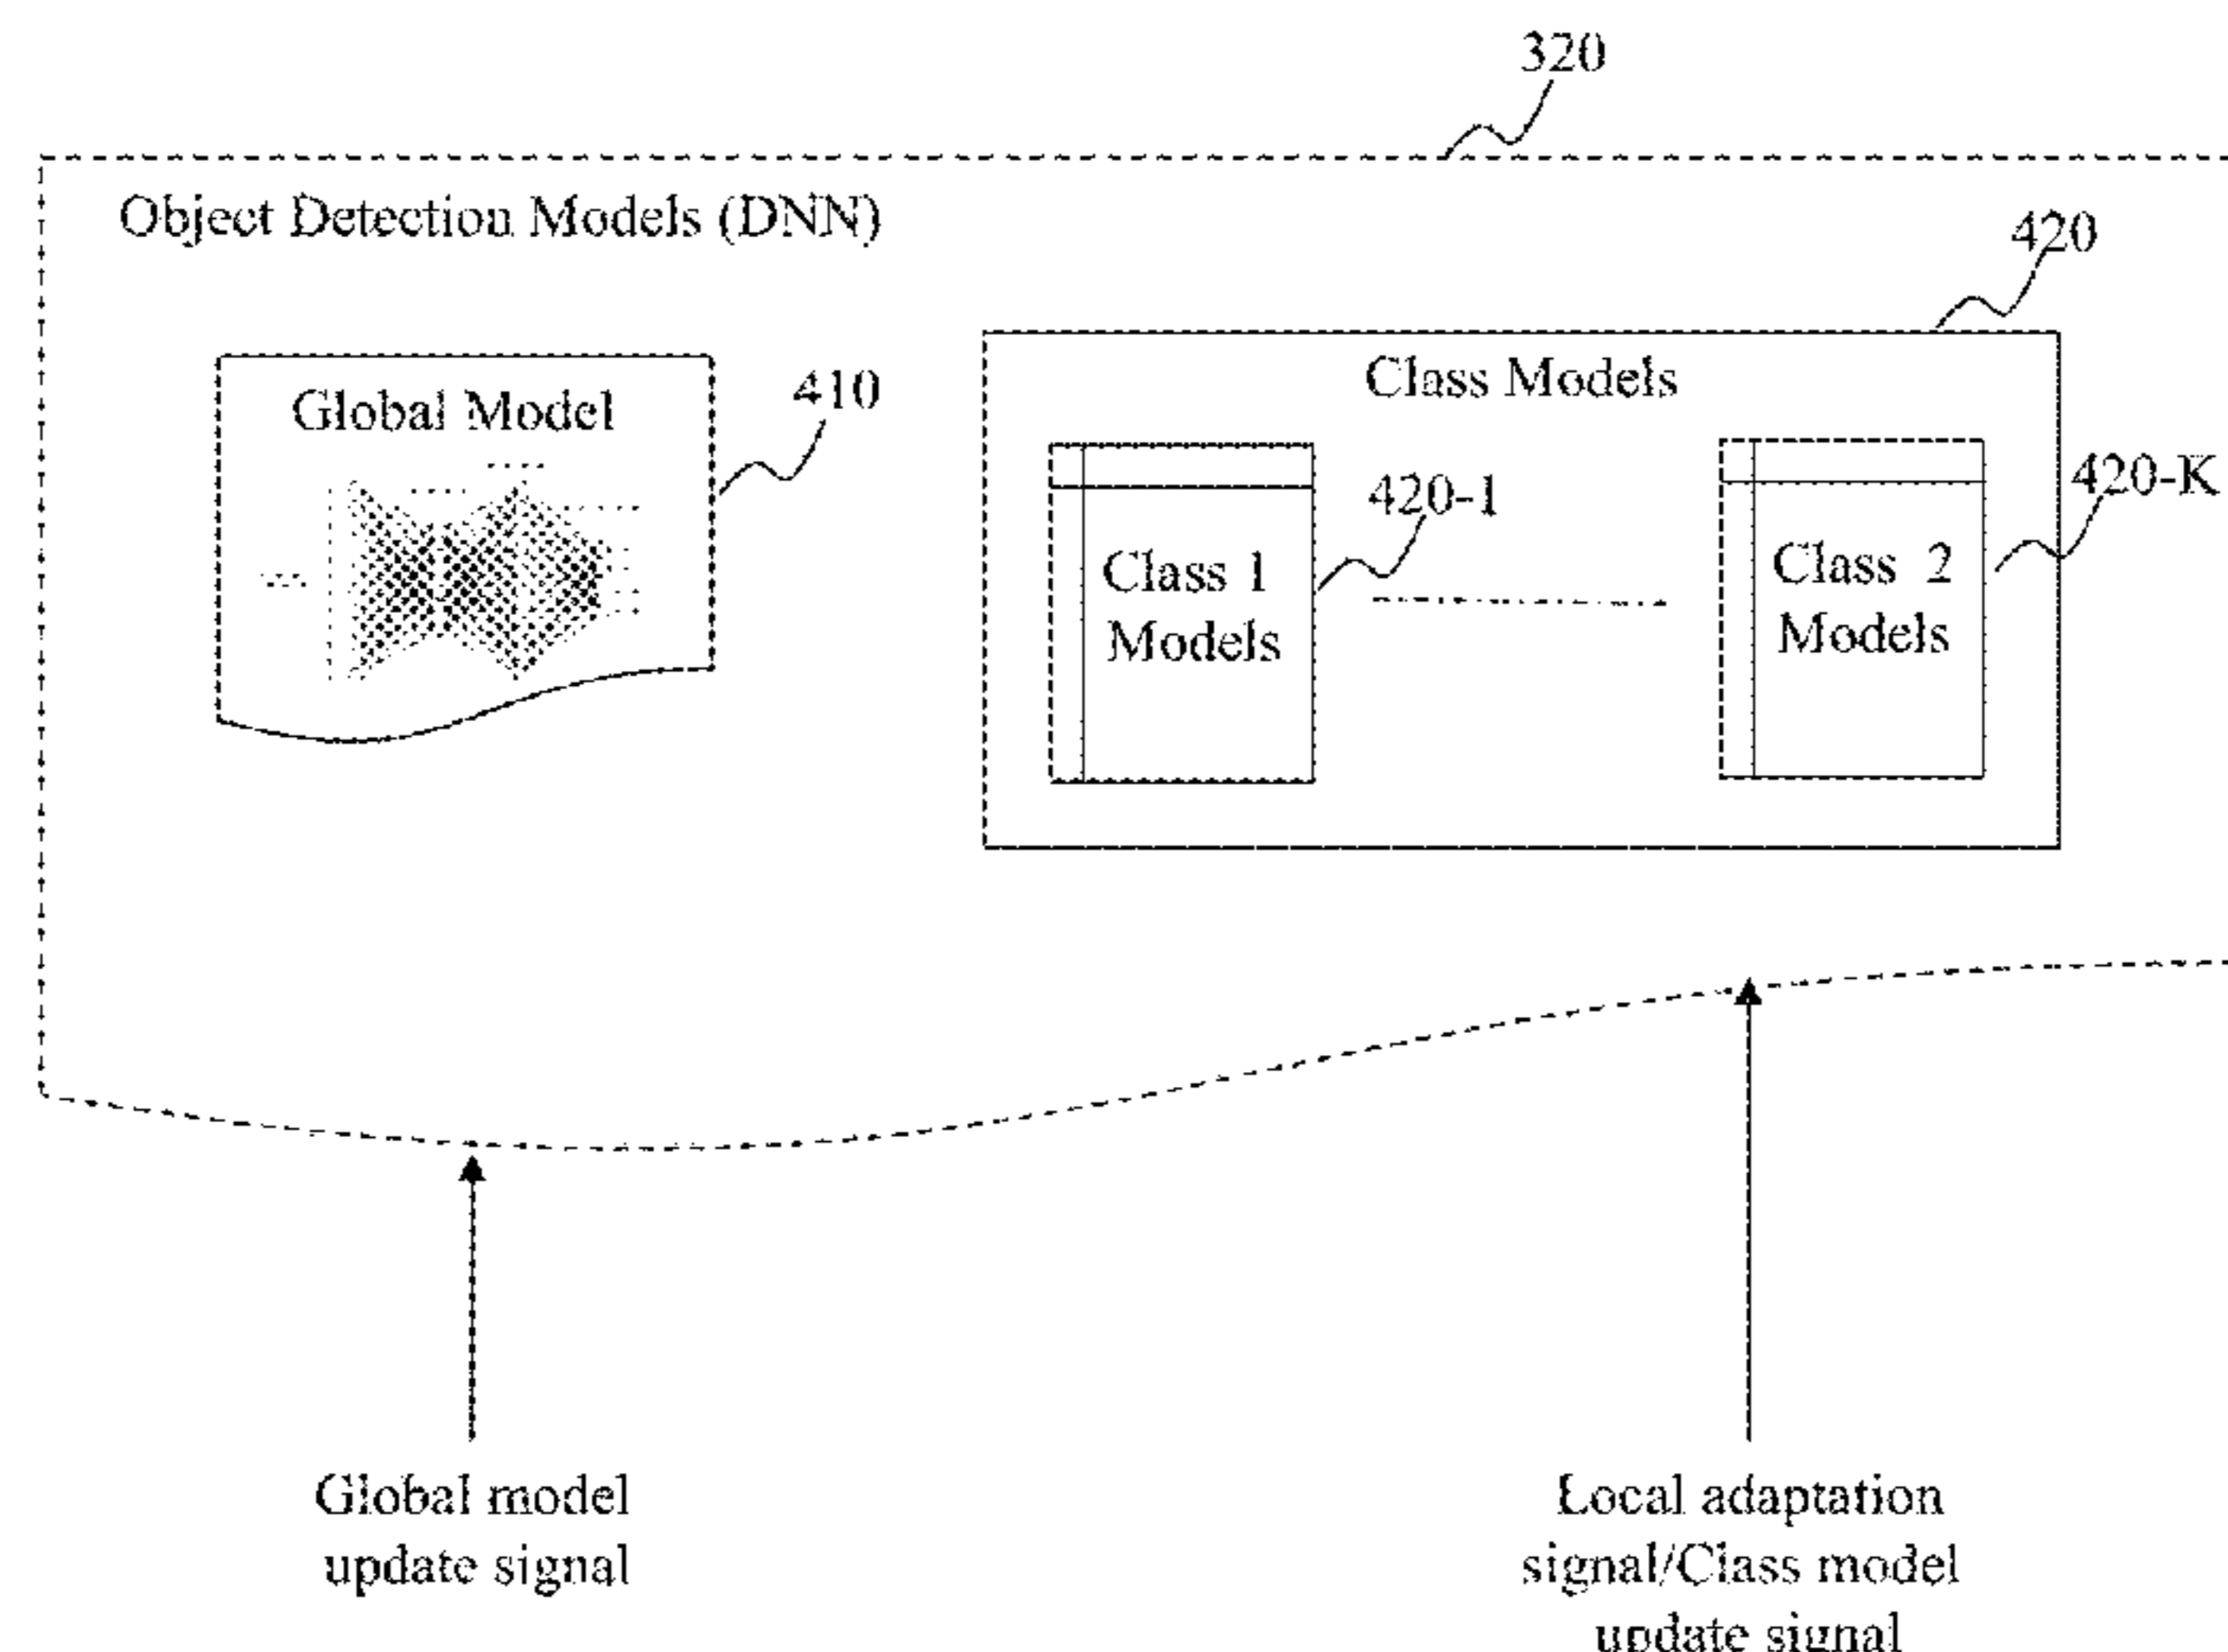 320
Object Detection Models (DNN)
420
Global Model
410
Class Models
420-1
420-K
Class 1
Models
Class 2
Models
Global model
update signal
Local adaptation
signal/Class model
update signal